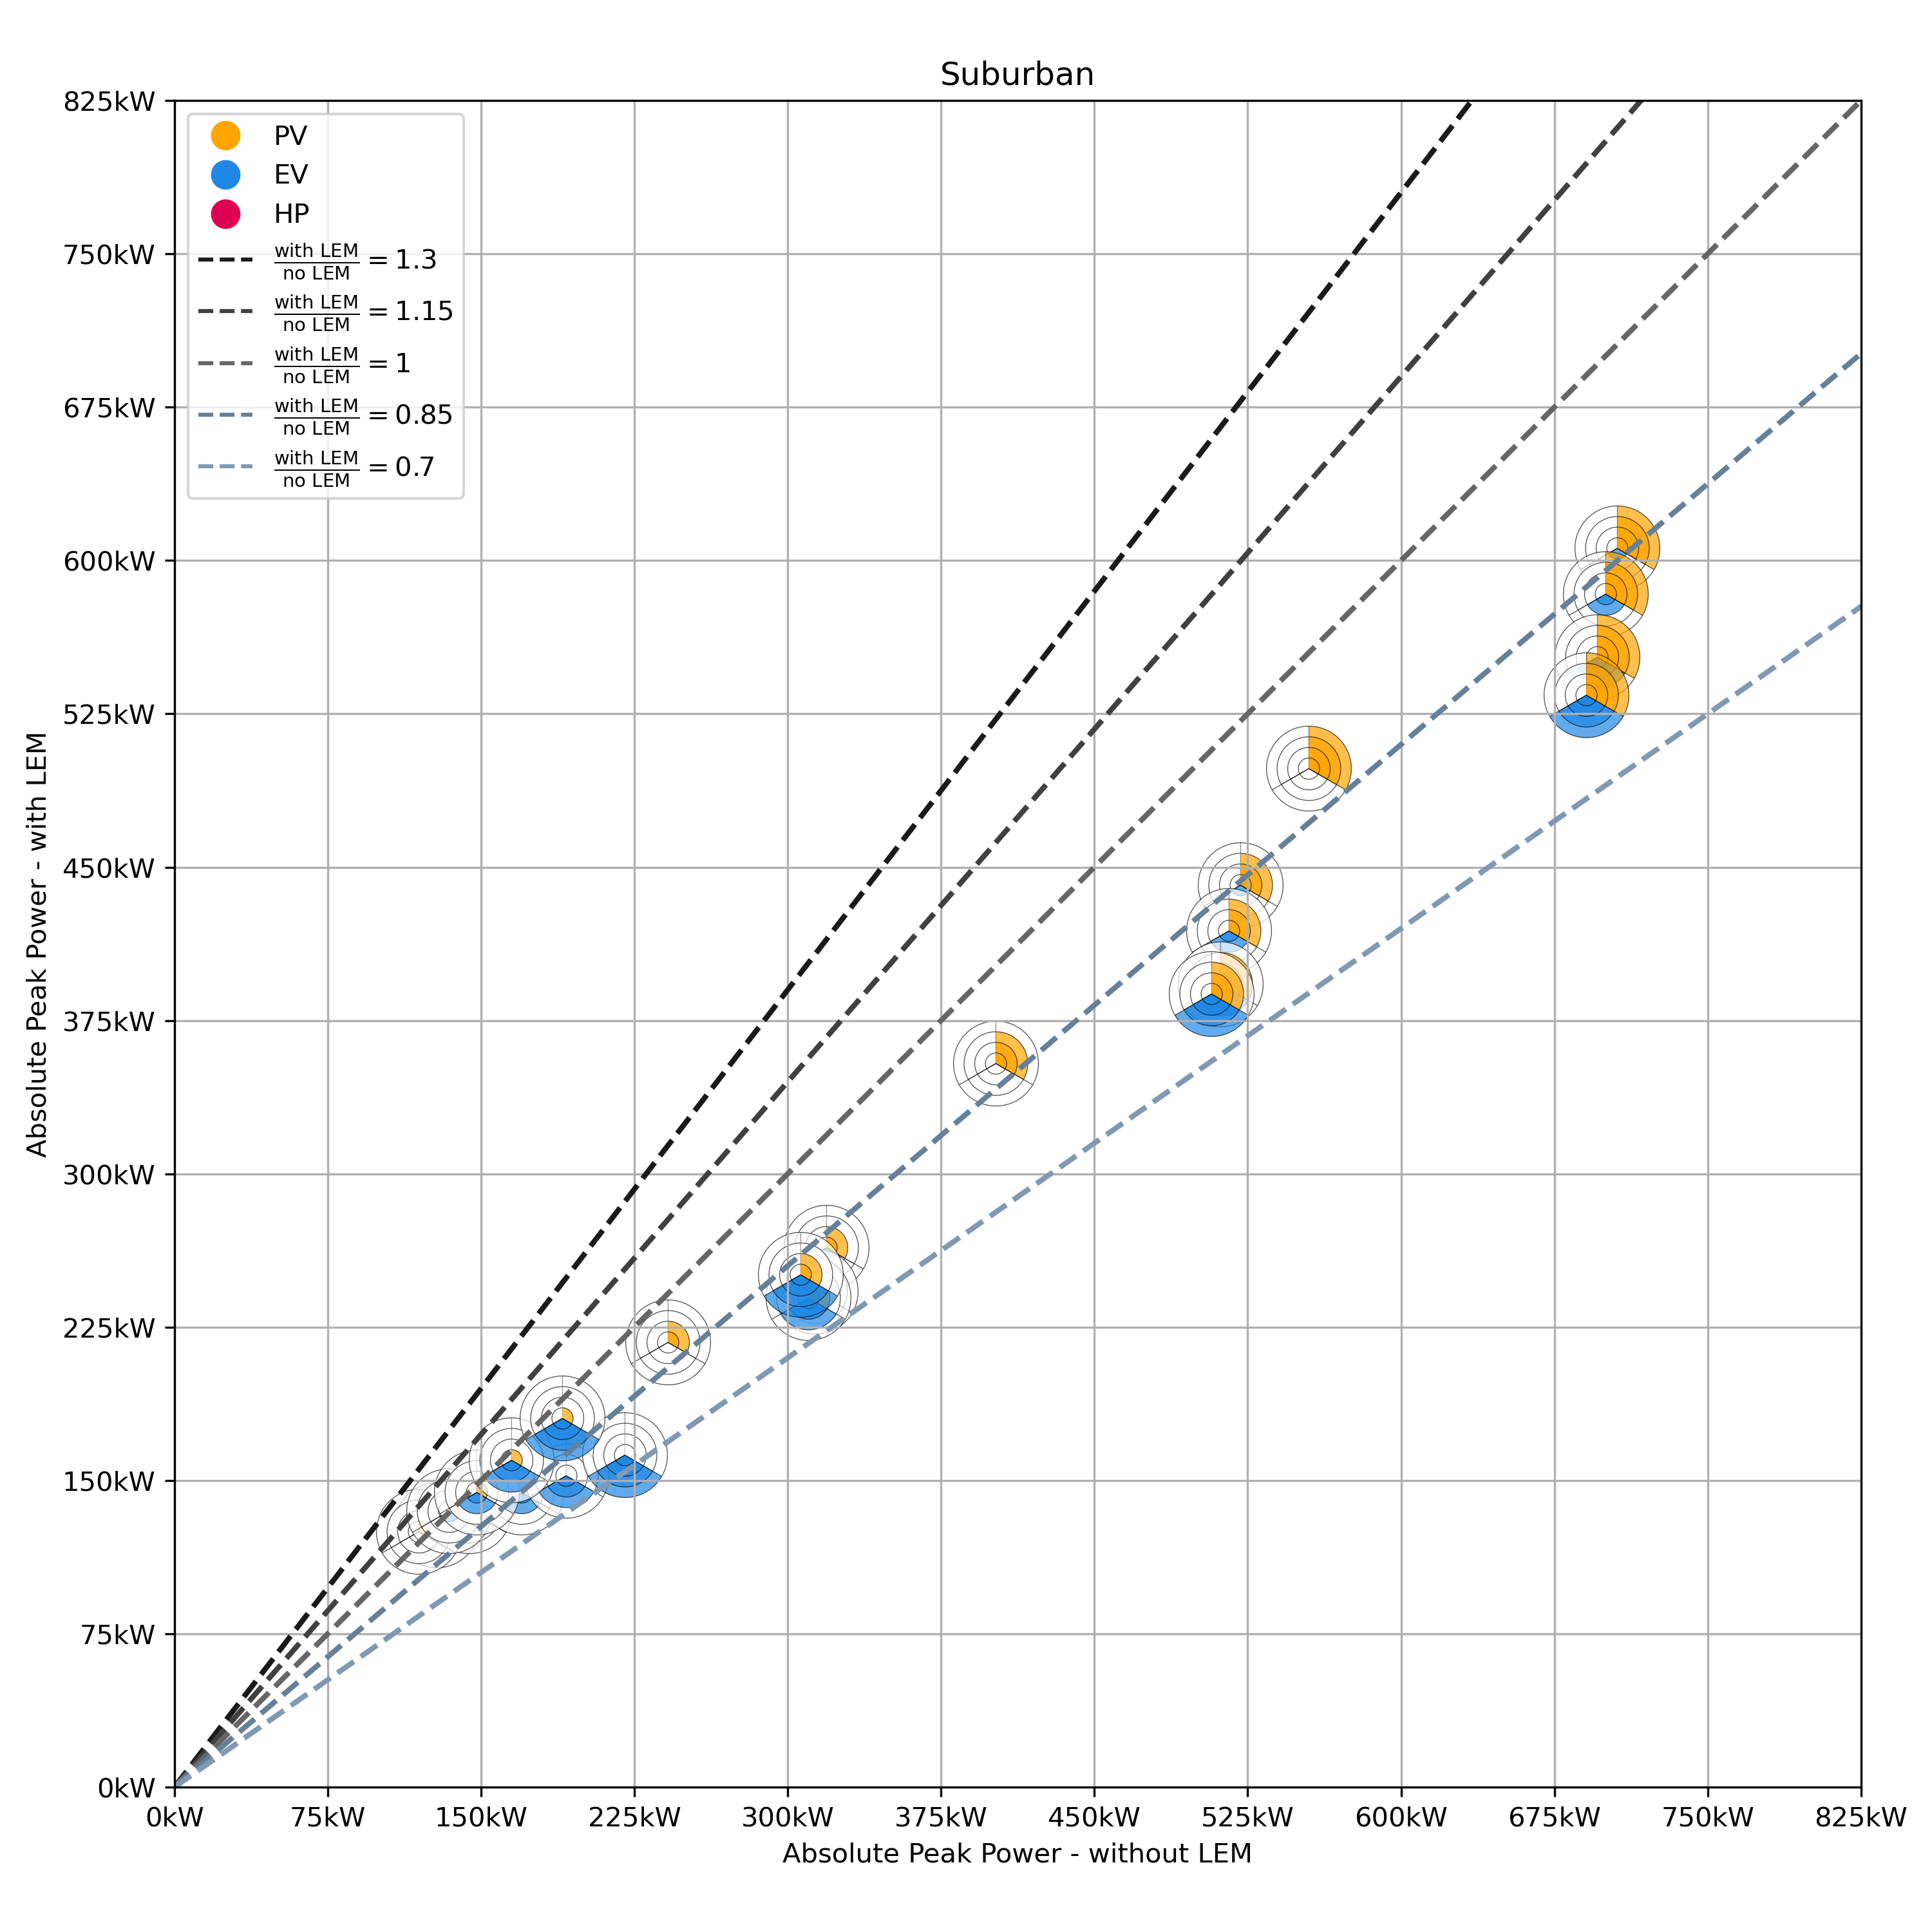 Suburban
825kW
750kW
675kW
600kW
525kW
450kW
375kW
300kW
225kW
150kW
75kW
0kW
Absolute Peak Power - with LEM
PV
EV
HP
with LEM
no LEM = 1.3
with LEM
no LEM = 1.15
with LEM
no LEM = 1
with LEM
no LEM = 0.85
with LEM
no LEM = 0.7
0kW 75kW 150kW 225kW 300kW 375kW 450kW 525kW 600kW 675kW 750kW 825kW
Absolute Peak Power - without LEM